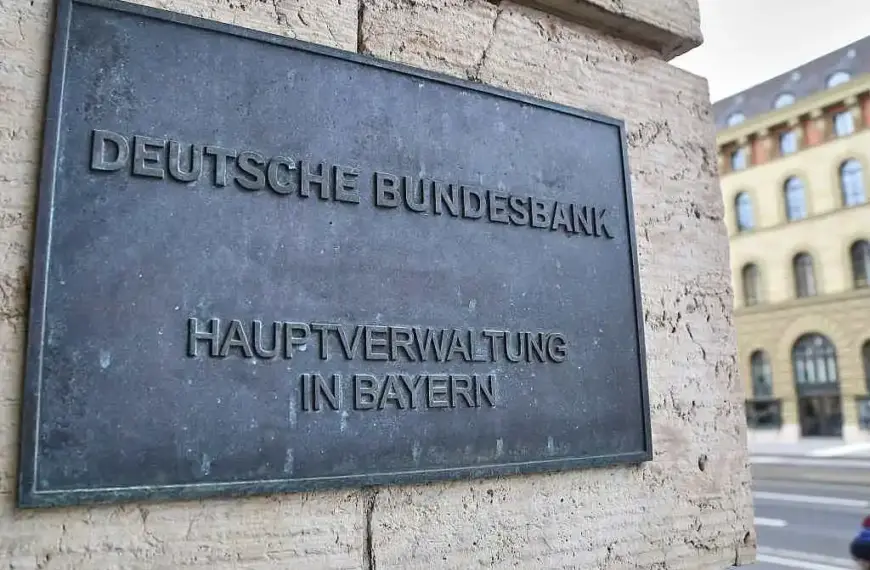 DEUTSCHE BUNDESBANK
HAUPTVERWALTUNG
IN BAYERN